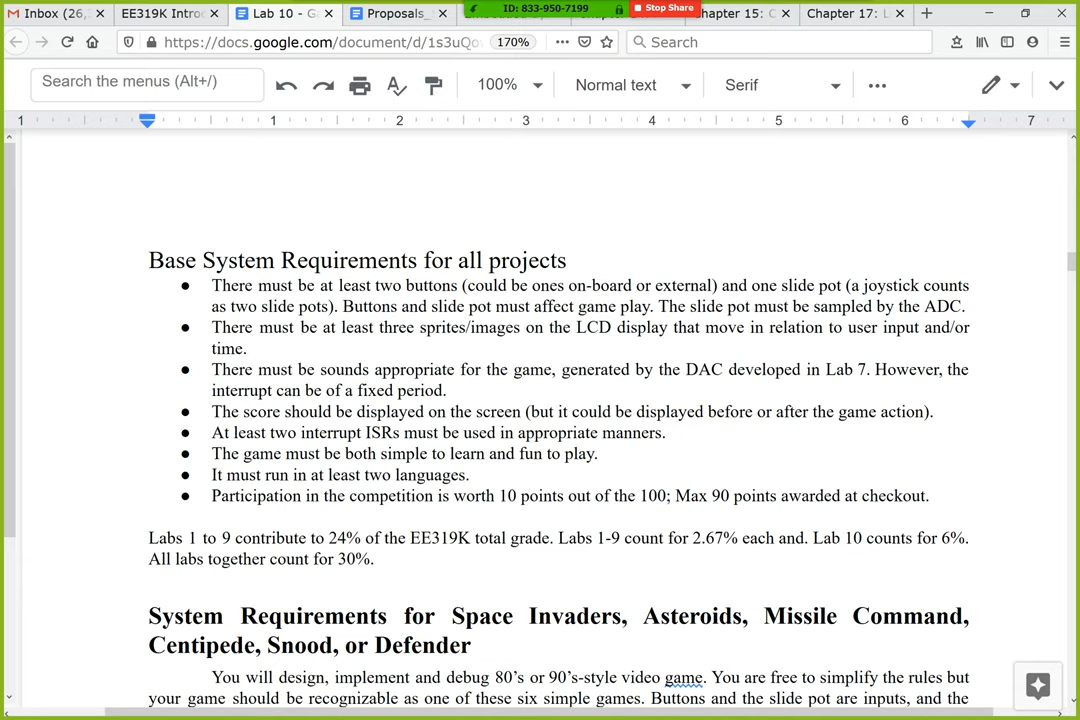 Inbox (26, EE319K Introd Lab 10 - Ga Proposals_ ID: 833-950-7199 Stop Share hapter 15: C Chapter 17: L
https://docs.google.com/document/d/1s3uQo 170% Search
Search the menus (Alt+/) 100% Normal text Serif
1 1 2 3 4 5 6 7
Base System Requirements for all projects
● There must be at least two buttons (could be ones on-board or external) and one slide pot (a joystick counts
as two slide pots). Buttons and slide pot must affect game play. The slide pot must be sampled by the ADC.
● There must be at least three sprites/images on the LCD display that move in relation to user input and/or
time.
● There must be sounds appropriate for the game, generated by the DAC developed in Lab 7. However, the
interrupt can be of a fixed period.
● The score should be displayed on the screen (but it could be displayed before or after the game action).
● At least two interrupt ISRs must be used in appropriate manners.
● The game must be both simple to learn and fun to play.
● It must run in at least two languages.
● Participation in the competition is worth 10 points out of the 100; Max 90 points awarded at checkout.
Labs 1 to 9 contribute to 24% of the EE319K total grade. Labs 1-9 count for 2.67% each and. Lab 10 counts for 6%.
All labs together count for 30%.
System Requirements for Space Invaders, Asteroids, Missile Command,
Centipede, Snood, or Defender
You will design, implement and debug 80's or 90's-style video game. You are free to simplify the rules but
your game should be recognizable as one of these six simple games. Buttons and the slide pot are inputs, and the